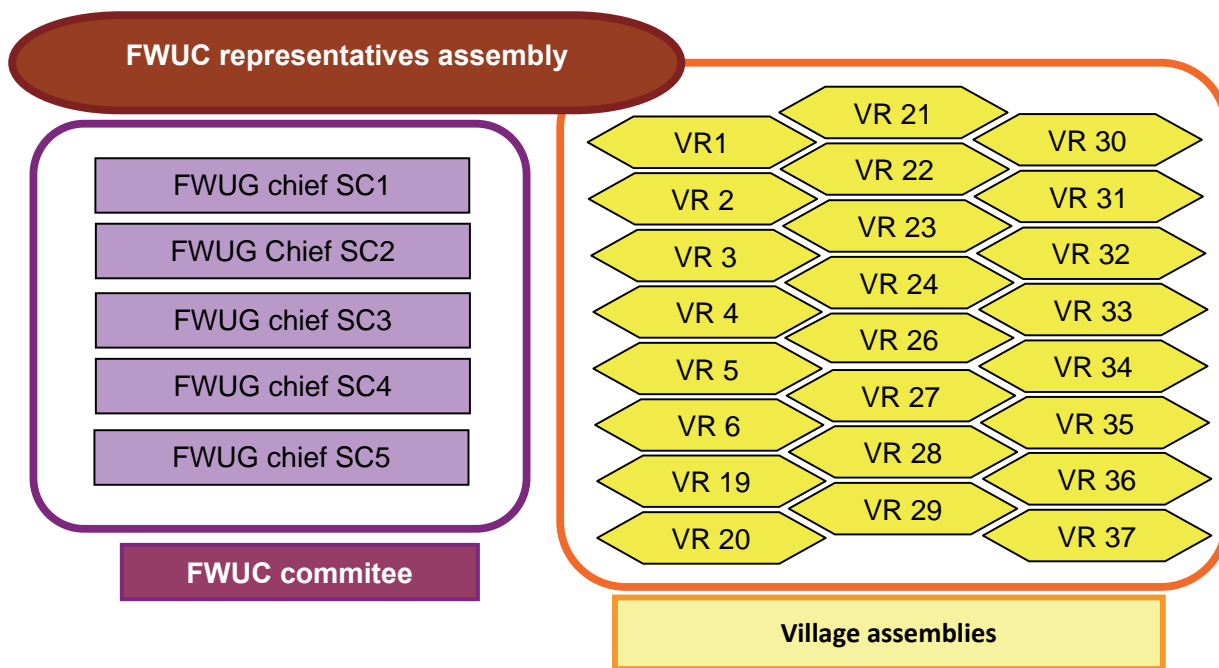 FWUC representatives assembly
FWUG chief SC1
FWUG Chief SC2
FWUG chief SC3
FWUG chief SC4
FWUG chief SC5
FWUC commitee
VR1
VR 2
VR 3
VR 4
VR 5
VR 6
VR 19
VR 20
VR 21
VR 22
VR 23
VR 24
VR 26
VR 27
VR 28
VR 29
VR 30
VR 31
VR 32
VR 33
VR 34
VR 35
VR 36
VR 37
Village assemblies